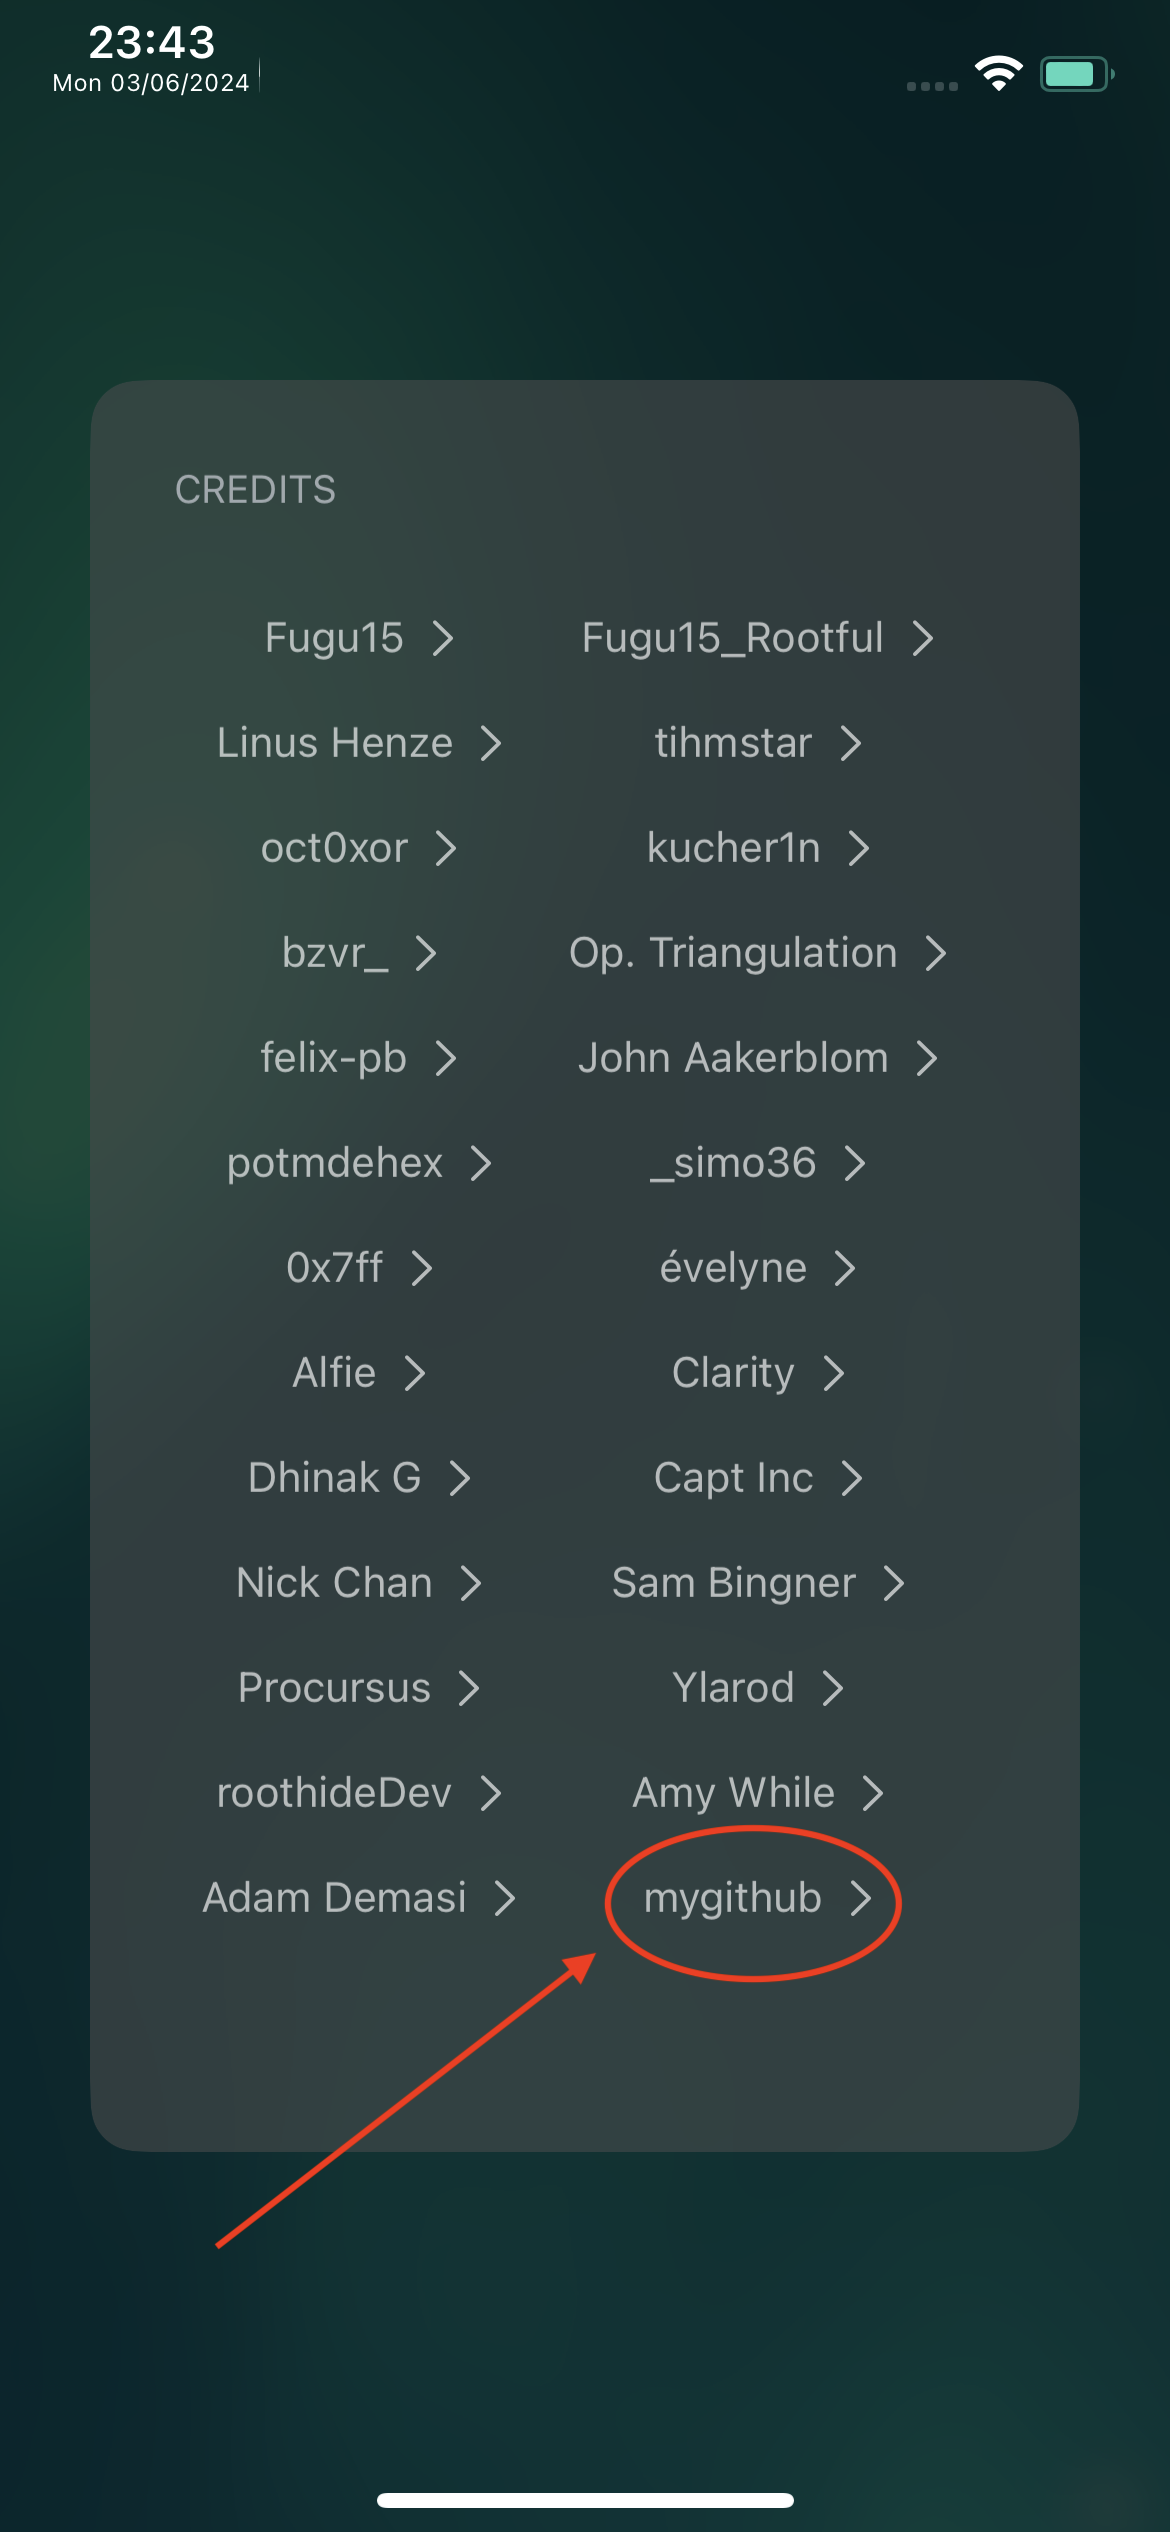 23:43
Mon 03/06/2024
CREDITS
Fugu15 Fugu15_Rootful
Linus Henze tihmstar
oct0xor kucher1n
bzvr_ Op. Triangulation
felix-pb John Aakerblom
potmdehex _simo36
0x7ff évelyne
Alfie Clarity
Dhinak G Capt Inc
Nick Chan Sam Bingner
Procursus Ylarod
roothideDev Amy While
Adam Demasi mygithub